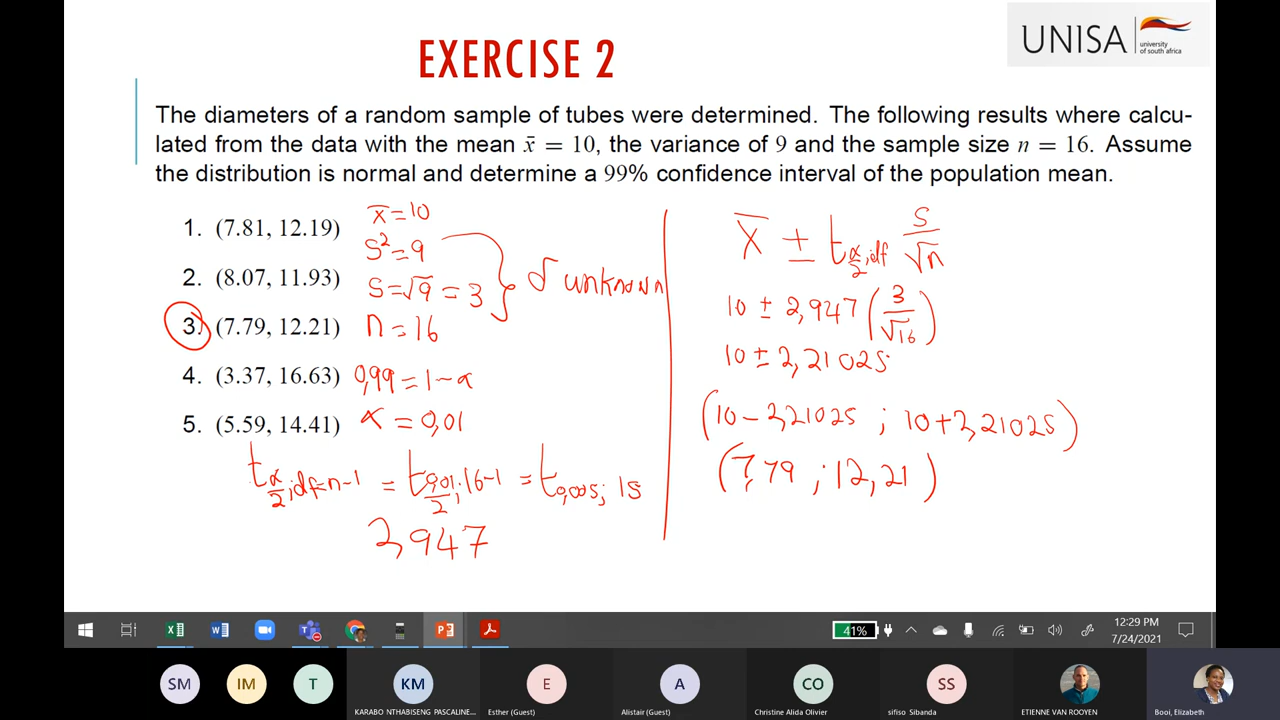 EXERCISE 2
UNISA
university
of south africa
The diameters of a random sample of tubes were determined. The following results where calcu-
lated from the data with the mean x̄ = 10, the variance of 9 and the sample size n = 16. Assume
the distribution is normal and determine a 99% confidence interval of the population mean.
1. (7.81, 12.19)
2. (8.07, 11.93)
3. (7.79, 12.21)
4. (3.37, 16.63)
5. (5.59, 14.41)
x̄ = 10
S² = 9
S = √9 = 3
σ unknown
n = 16
0,99 = 1 - α
α = 0,01
t α/2; df=n-1 = t 0,01/2; 16-1 = t 0,005; 15
2,947
X̄ ± t α/2; df S/√n
10 ± 2,947 (3/√16)
10 ± 2,21025
(10 - 2,21025 ; 10 + 2,21025)
(7,79 ; 12,21)
41%
12:29 PM
7/24/2021
SM
IM
T
KM
KARABO NTHABISENG PASCALINE...
E
Esther (Guest)
A
Alistair (Guest)
CO
Christine Alida Olivier
SS
sifiso Sibanda
ETIENNE VAN ROOYEN
Booi, Elizabeth